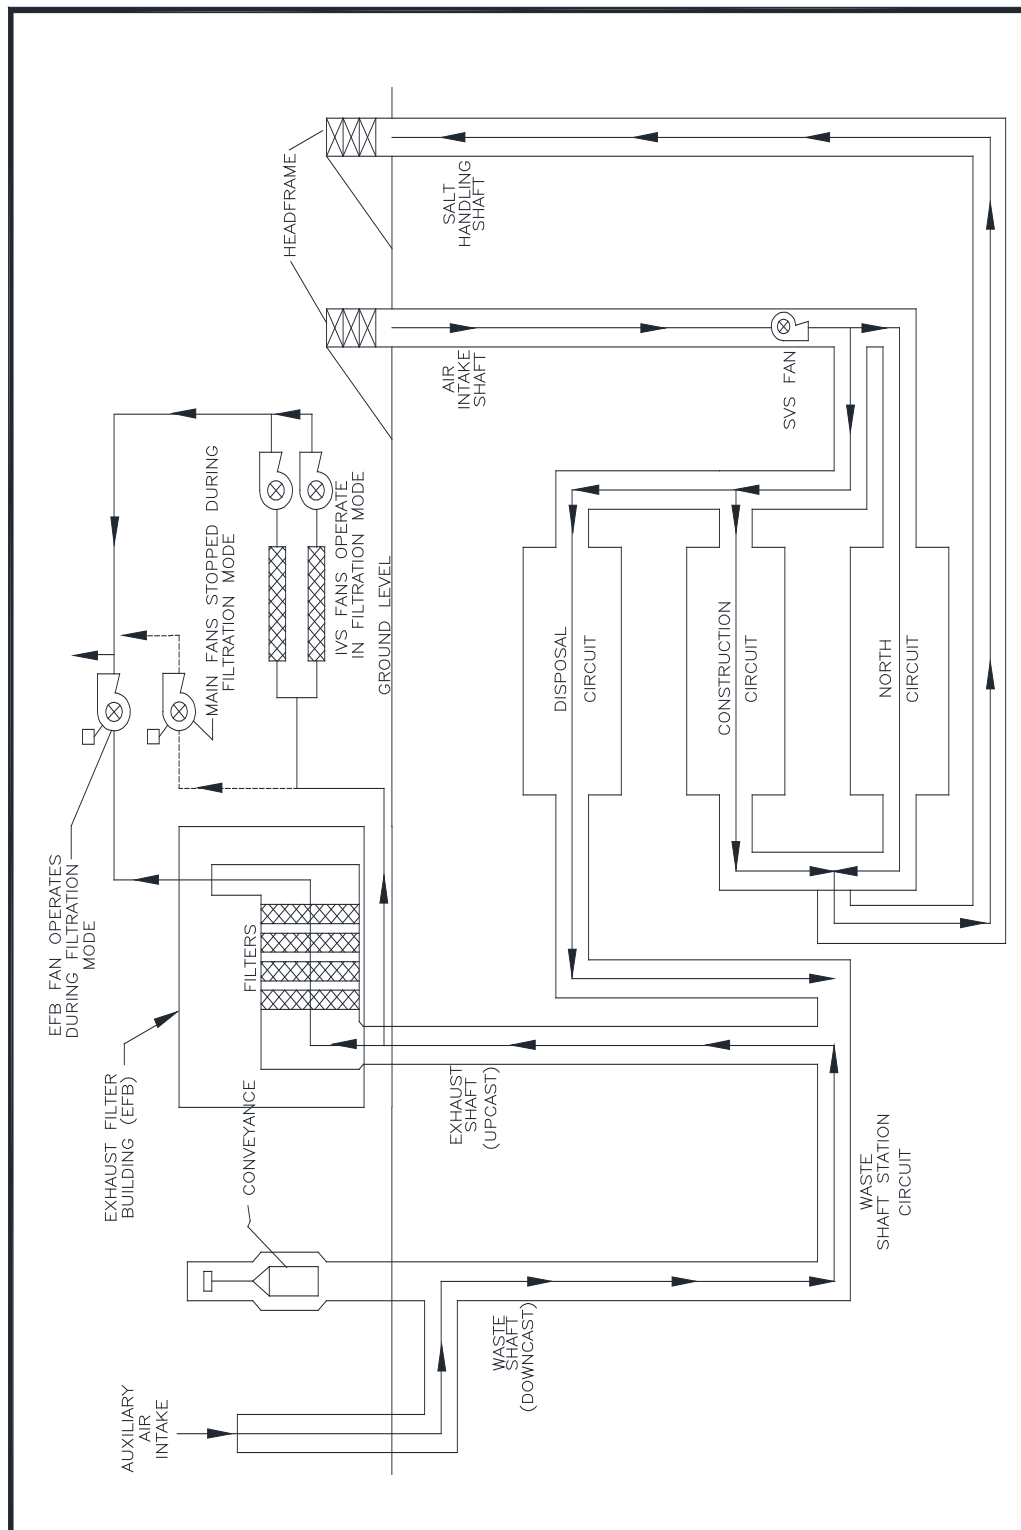 EFB FAN OPERATES
DURING FILTRATION
MODE
EXHAUST FILTER
BUILDING (EFB)
AUXILIARY
AIR
INTAKE
CONVEYANCE
FILTERS
MAIN FANS STOPPED DURING
FILTRATION MODE
IVS FANS OPERATE
IN FILTRATION MODE
HEADFRAME
GROUND LEVEL
WASTE
SHAFT
(DOWNCAST)
EXHAUST
SHAFT
(UPCAST)
AIR
INTAKE
SHAFT
SALT
HANDLING
SHAFT
DISPOSAL
CIRCUIT
CONSTRUCTION
CIRCUIT
SVS FAN
NORTH
CIRCUIT
WASTE
SHAFT STATION
CIRCUIT